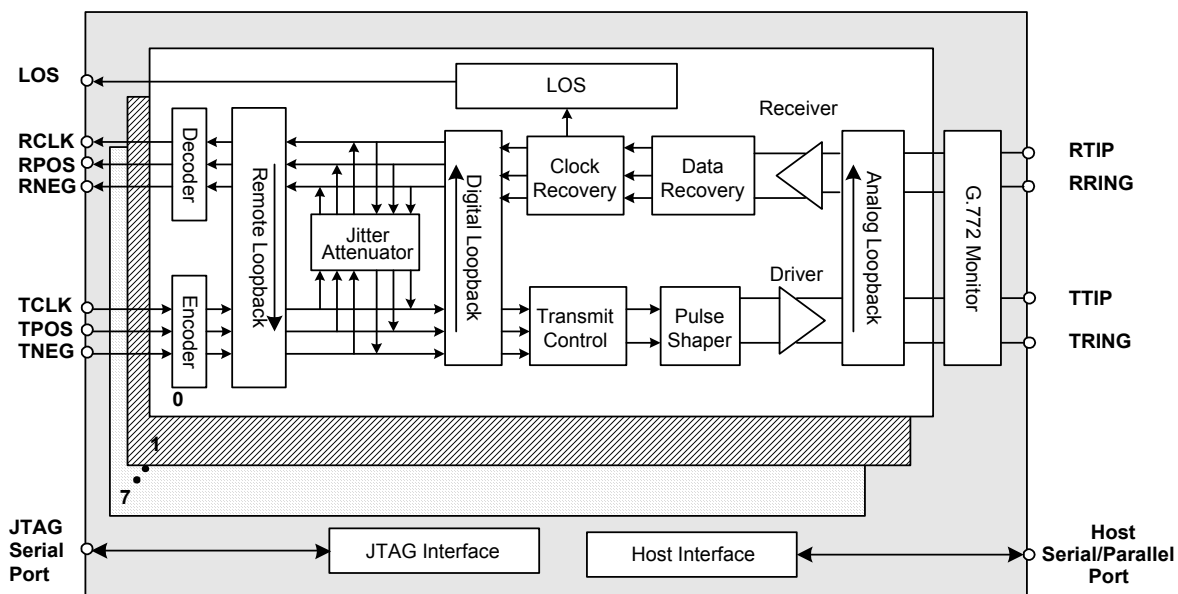 LOS
LOS
Receiver
RCLK
RPOS
RNEG
Decoder
Remote Loopback
Jitter
Attenuator
Digital Loopback
Clock
Recovery
Data
Recovery
Analog Loopback
G.772 Monitor
RTIP
RRING
TCLK
TPOS
TNEG
Encoder
Transmit
Control
Pulse
Shaper
Driver
TTIP
TRING
0
1
7
JTAG
Serial
Port
JTAG Interface
Host Interface
Host
Serial/Parallel
Port